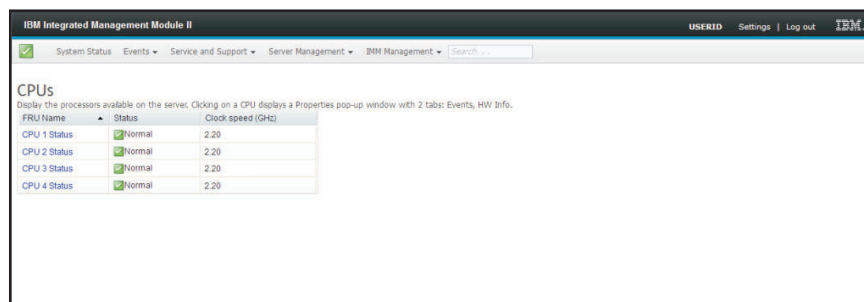 IBM Integrated Management Module II
USERID Settings | Log out IBM.
System Status Events Service and Support Server Management IMM Management Search...
CPUs
Display the processors available on the server. Clicking on a CPU displays a Properties pop-up window with 2 tabs: Events, HW Info.
FRU Name Status Clock speed (GHz)
CPU 1 Status Normal 2.20
CPU 2 Status Normal 2.20
CPU 3 Status Normal 2.20
CPU 4 Status Normal 2.20